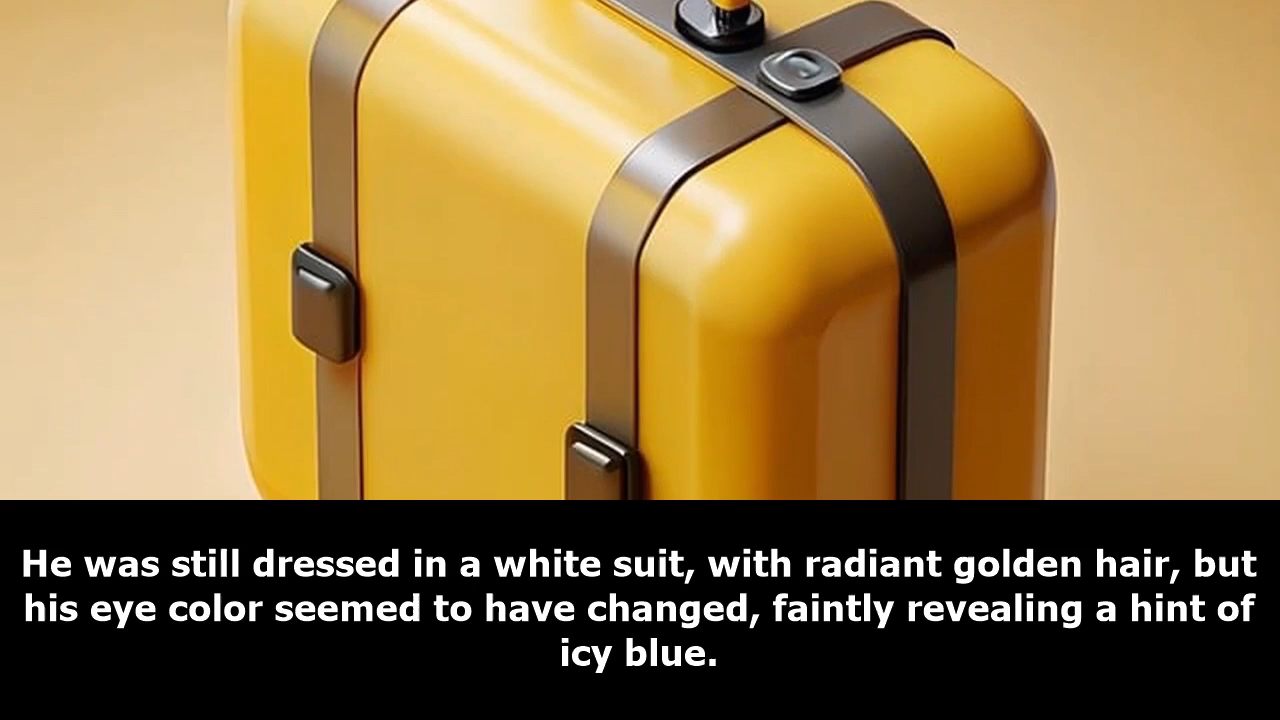 He was still dressed in a white suit, with radiant golden hair, but
his eye color seemed to have changed, faintly revealing a hint of
icy blue.